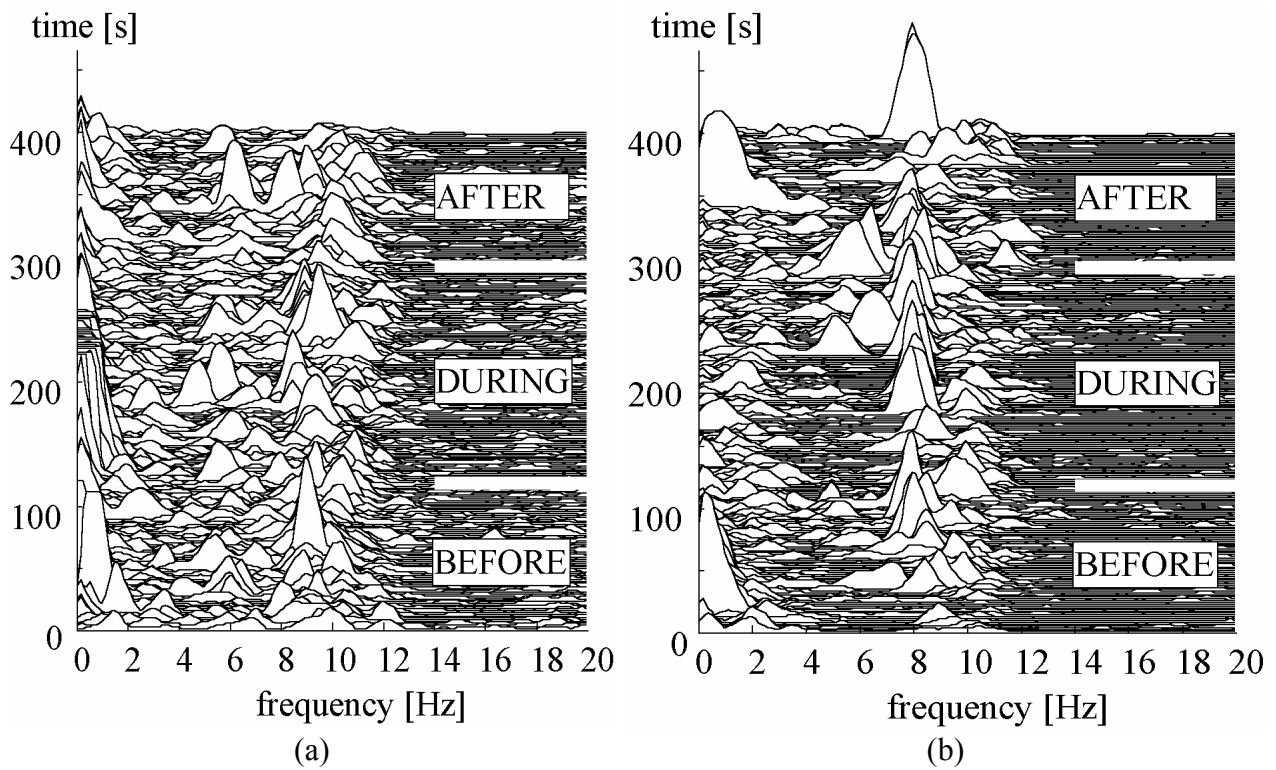 time [s]
400
300
200
100
0
AFTER
DURING
BEFORE
0 2 4 6 8 10 12 14 16 18 20
frequency [Hz]
(a)
time [s]
400
300
200
100
0
AFTER
DURING
BEFORE
0 2 4 6 8 10 12 14 16 18 20
frequency [Hz]
(b)